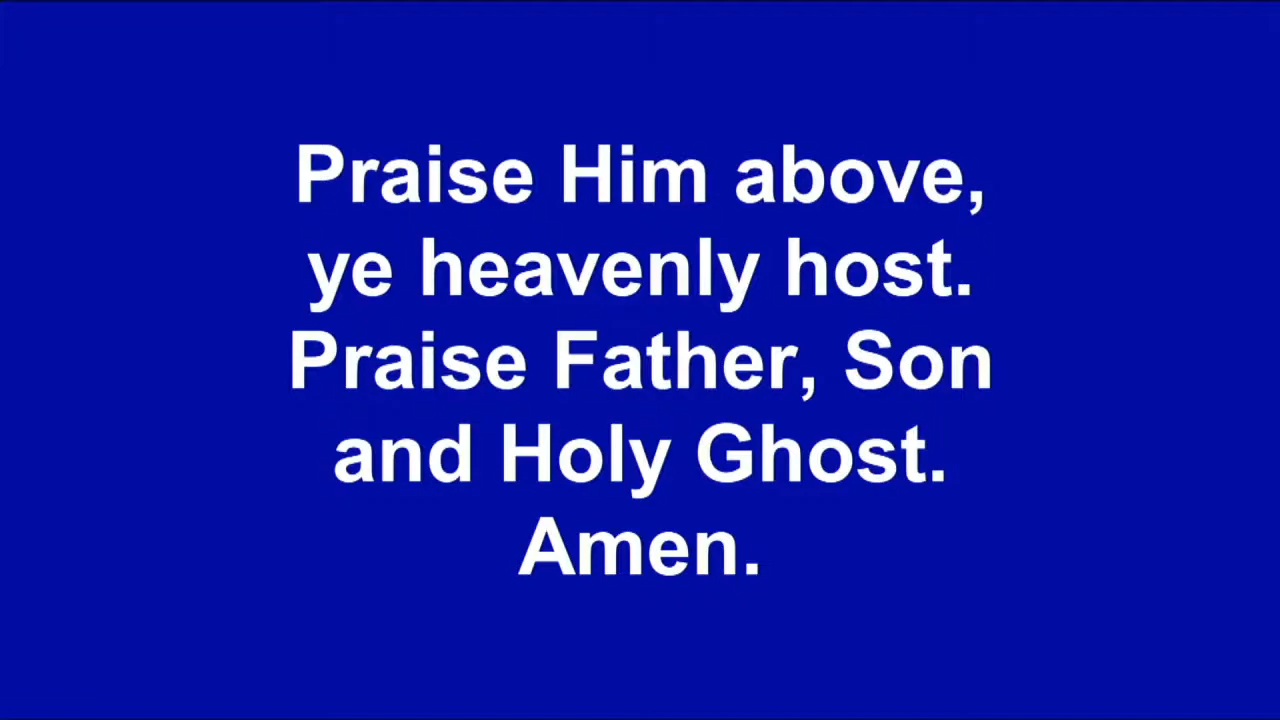 Praise Him above,
ye heavenly host.
Praise Father, Son
and Holy Ghost.
Amen.